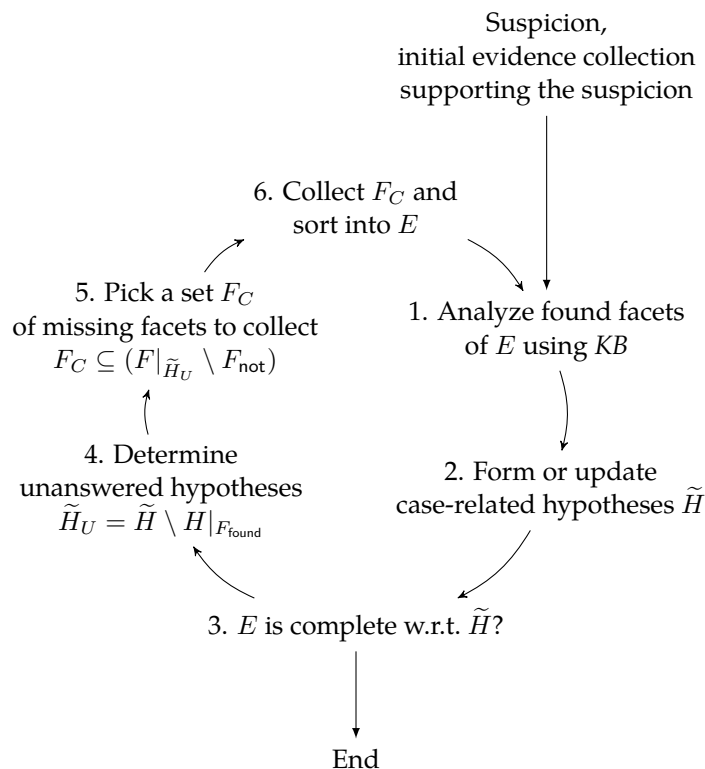 Suspicion,
initial evidence collection
supporting the suspicion
6. Collect F_C and
sort into E
5. Pick a set F_C
of missing facets to collect
F_C ⊆ (F|_{H̃_U} \ F_not)
1. Analyze found facets
of E using KB
4. Determine
unanswered hypotheses
H̃_U = H̃ \ H|_{F_found}
2. Form or update
case-related hypotheses H̃
3. E is complete w.r.t. H̃?
End